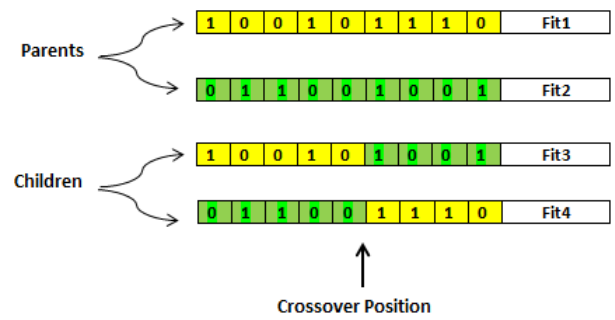 1 0 0 1 0 1 1 1 0 Fit1
Parents
0 1 1 0 0 1 0 0 1 Fit2
1 0 0 1 0 1 0 0 1 Fit3
Children
0 1 1 0 0 1 1 1 0 Fit4
Crossover Position